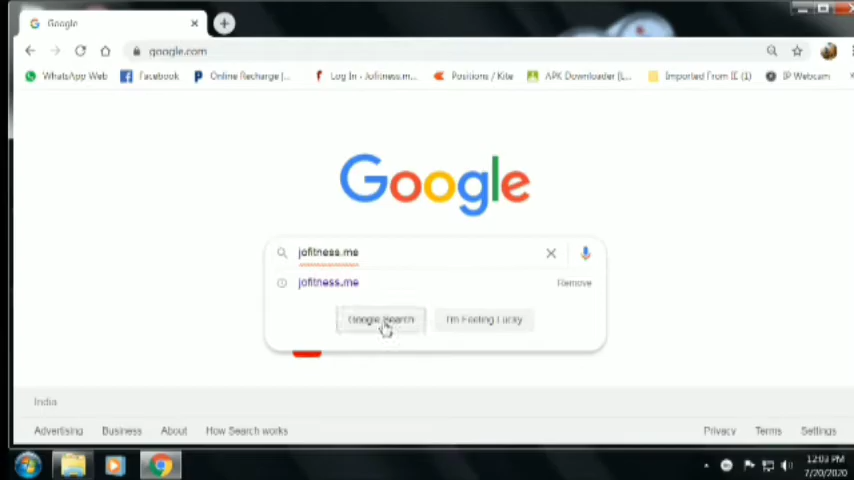 Google
google.com
WhatsApp Web Facebook Online Recharge |... Log In - Jofitness.m... Positions / Kite APK Downloader (L... Imported From IE (1) IP Webcam
Google
jofitness.me
jofitness.me Remove
Google Search I'm Feeling Lucky
India
Advertising Business About How Search works Privacy Terms Settings
12:03 PM
7/20/2020